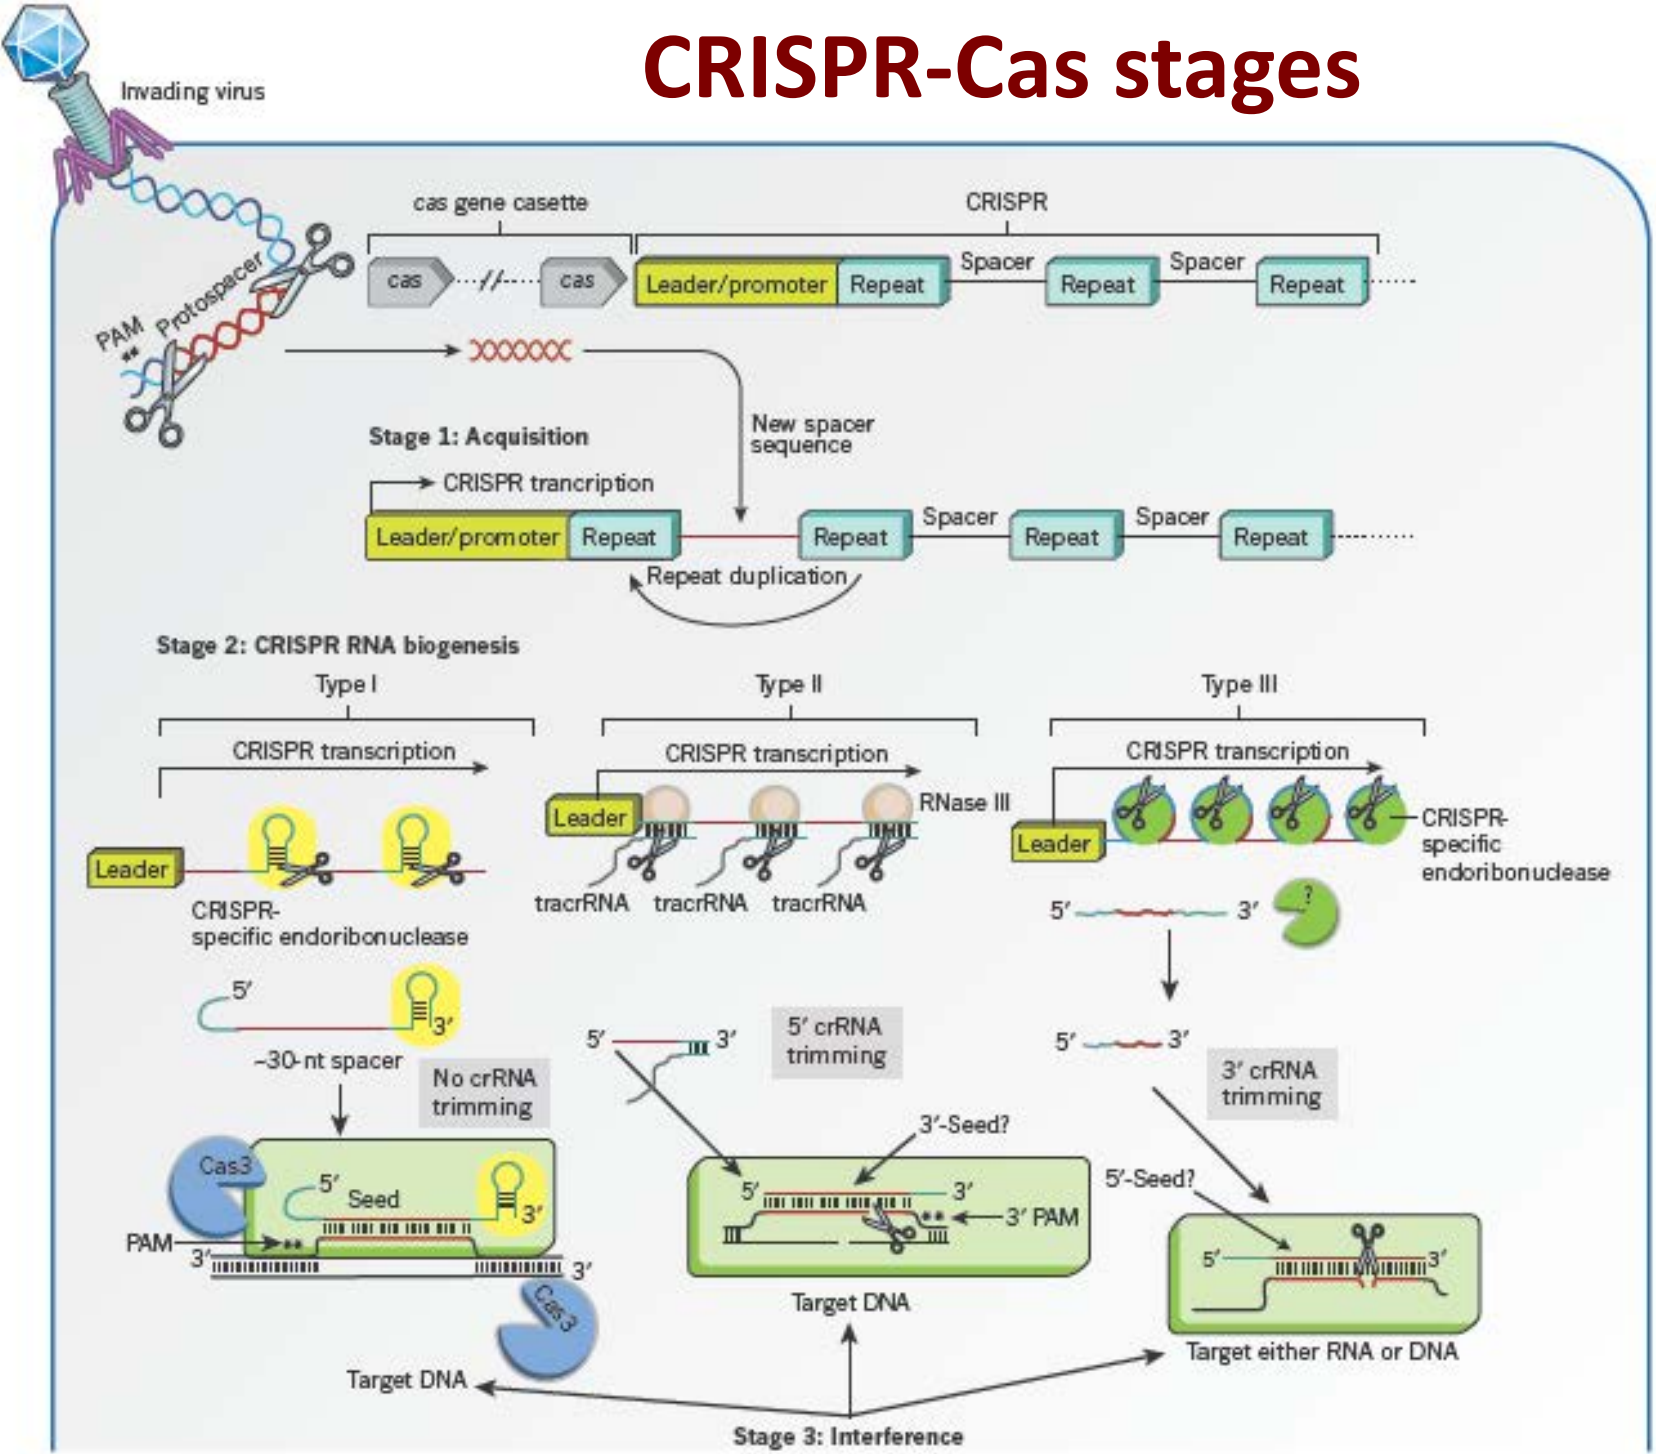 CRISPR-Cas stages
Invading virus
cas gene casette
CRISPR
PAM
**
Protospacer
cas
cas
Leader/promoter
Repeat
Spacer
Repeat
Spacer
Repeat
New spacer
sequence
Stage 1: Acquisition
CRISPR trancription
Leader/promoter
Repeat
Repeat
Spacer
Repeat
Spacer
Repeat
Repeat duplication
Stage 2: CRISPR RNA biogenesis
Type I
CRISPR transcription
Leader
CRISPR-
specific endoribonuclease
5′
3′
~30-nt spacer
No crRNA
trimming
Cas3
5′
Seed
3′
PAM
**
3′
3′
Cas3
Target DNA
Type II
CRISPR transcription
Leader
RNase III
tracrRNA
tracrRNA
tracrRNA
5′
3′
5′ crRNA
trimming
3′-Seed?
5′
3′
**
3′ PAM
Target DNA
Type III
CRISPR transcription
Leader
CRISPR-
specific
endoribonuclease
5′
3′
?
5′
3′
3′ crRNA
trimming
5′-Seed?
5′
3′
Target either RNA or DNA
Stage 3: Interference